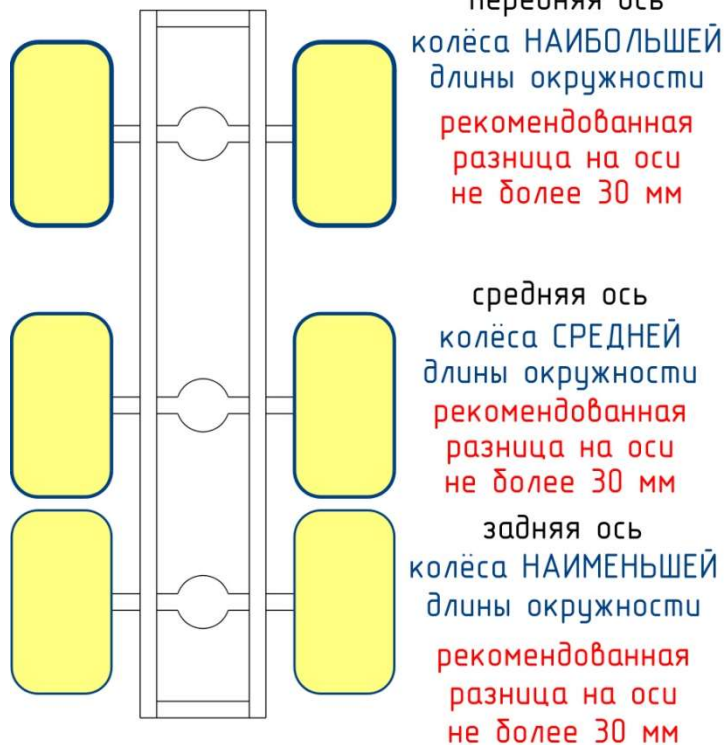 передняя ось
колёса НАИБОЛЬШЕЙ
длины окружности
рекомендованная
разница на оси
не более 30 мм
средняя ось
колёса СРЕДНЕЙ
длины окружности
рекомендованная
разница на оси
не более 30 мм
задняя ось
колёса НАИМЕНЬШЕЙ
длины окружности
рекомендованная
разница на оси
не более 30 мм